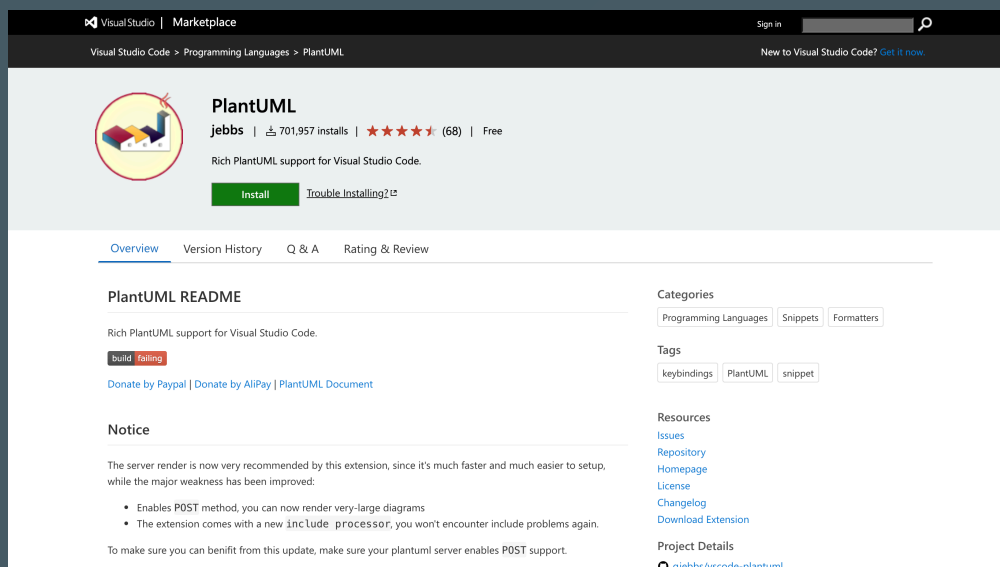 Visual Studio | Marketplace
Sign in
Visual Studio Code > Programming Languages > PlantUML
New to Visual Studio Code? Get it now.
PlantUML
jebbs | 701,957 installs | (68) | Free
Rich PlantUML support for Visual Studio Code.
Install
Trouble Installing?
Overview
Version History
Q & A
Rating & Review
PlantUML README
Rich PlantUML support for Visual Studio Code.
build failing
Donate by Paypal | Donate by AliPay | PlantUML Document
Notice
The server render is now very recommended by this extension, since it's much faster and much easier to setup,
while the major weakness has been improved:
• Enables POST method, you can now render very-large diagrams
• The extension comes with a new include processor, you won't encounter include problems again.
To make sure you can benifit from this update, make sure your plantuml server enables POST support.
Categories
Programming Languages
Snippets
Formatters
Tags
keybindings
PlantUML
snippet
Resources
Issues
Repository
Homepage
License
Changelog
Download Extension
Project Details
qjebbs/vscode-plantuml